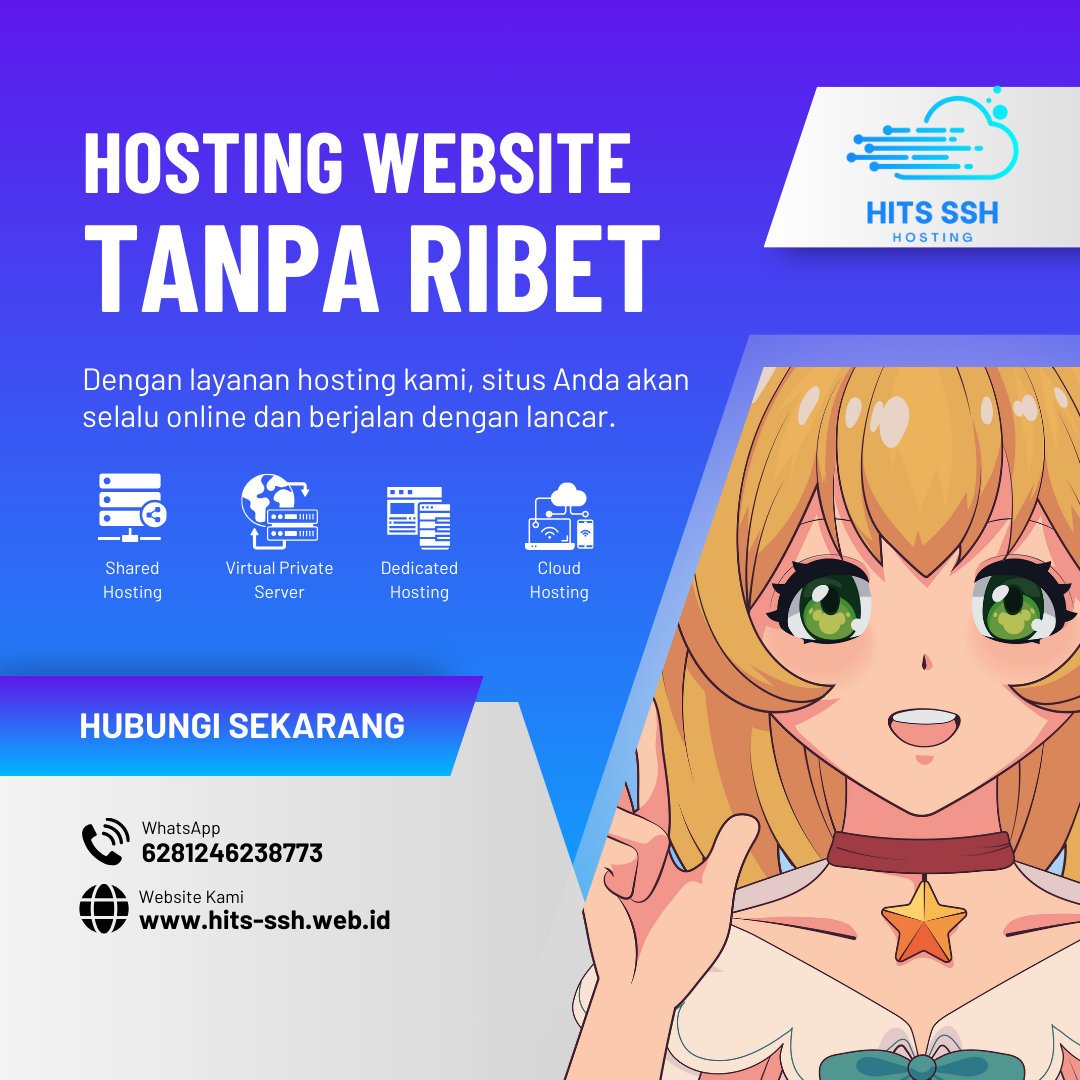 HITS SSH
HOSTING
HOSTING WEBSITE
TANPA RIBET
Dengan layanan hosting kami, situs Anda akan
selalu online dan berjalan dengan lancar.
Shared
Hosting
Virtual Private
Server
Dedicated
Hosting
Cloud
Hosting
HUBUNGI SEKARANG
WhatsApp
6281246238773
Website Kami
www.hits-ssh.web.id